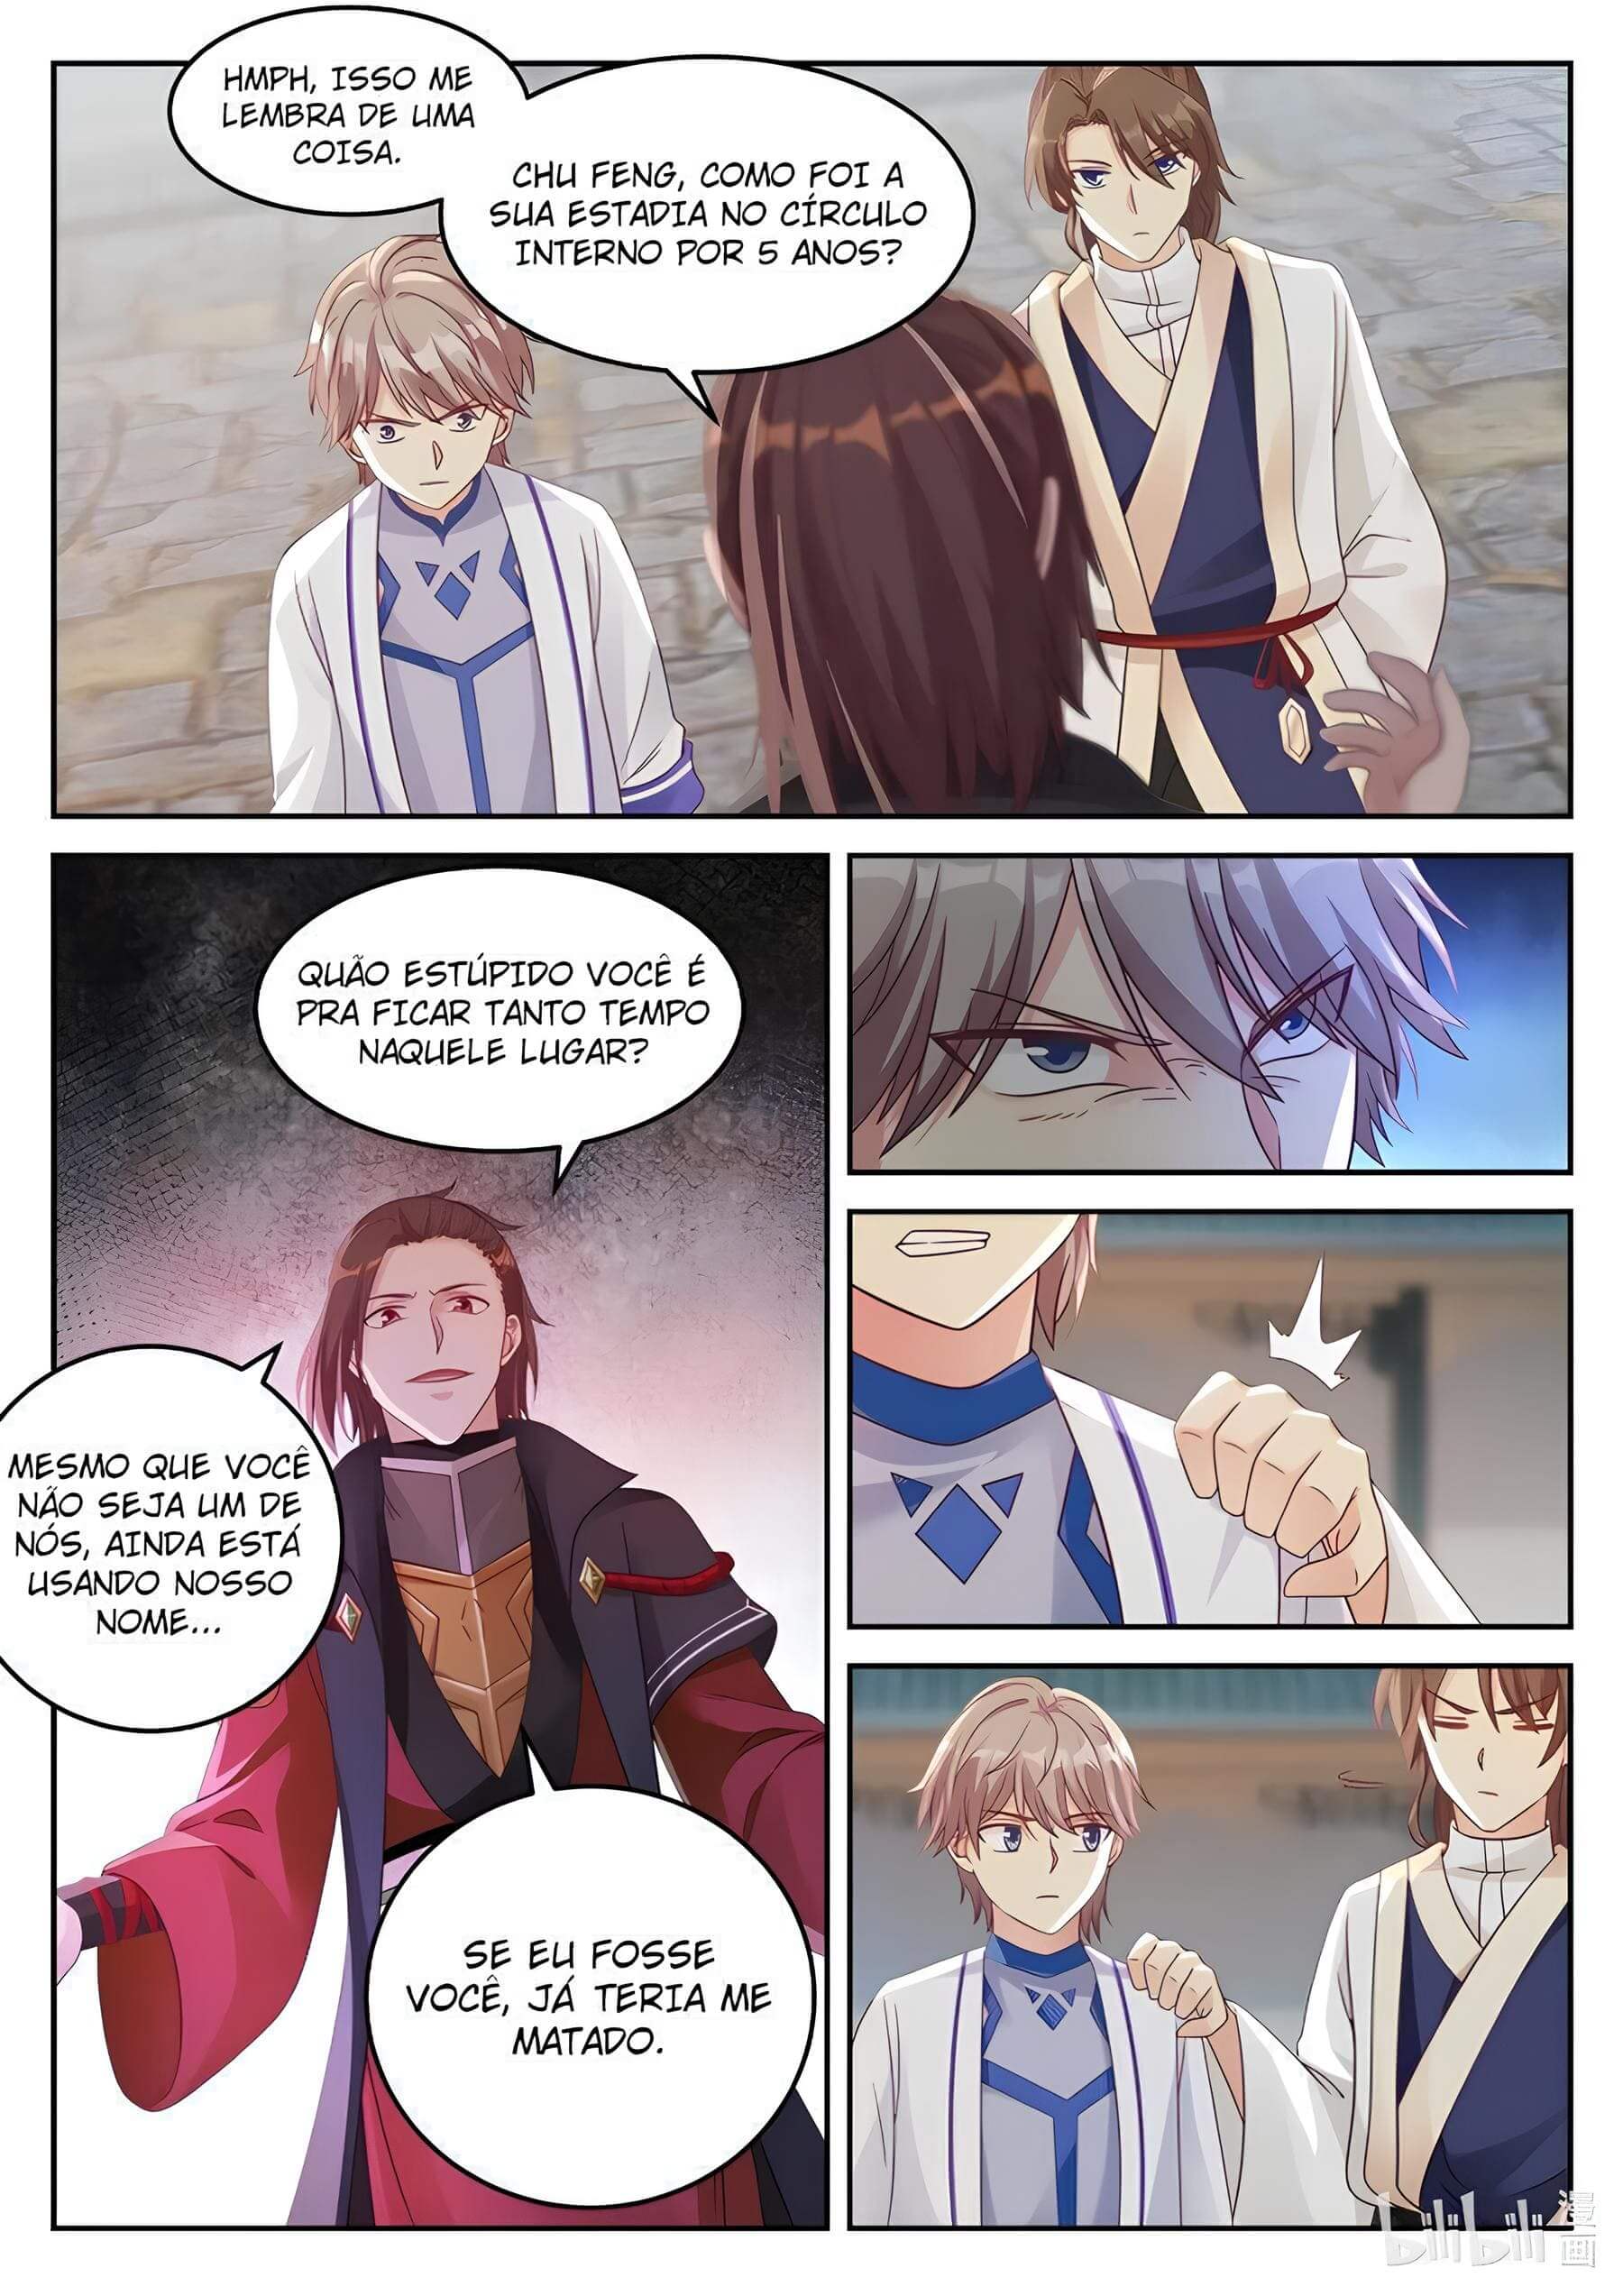 HMPH, ISSO ME
LEMBRA DE UMA
COISA.
CHU FENG, COMO FOI A
SUA ESTADIA NO CÍRCULO
INTERNO POR 5 ANOS?
QUÃO ESTÚPIDO VOCÊ É
PRA FICAR TANTO TEMPO
NAQUELE LUGAR?
MESMO QUE VOCÊ
NÃO SEJA UM DE
NÓS, AINDA ESTÁ
USANDO NOSSO
NOME...
SE EU FOSSE
VOCÊ, JÁ TERIA ME
MATADO.
bilibili 漫画